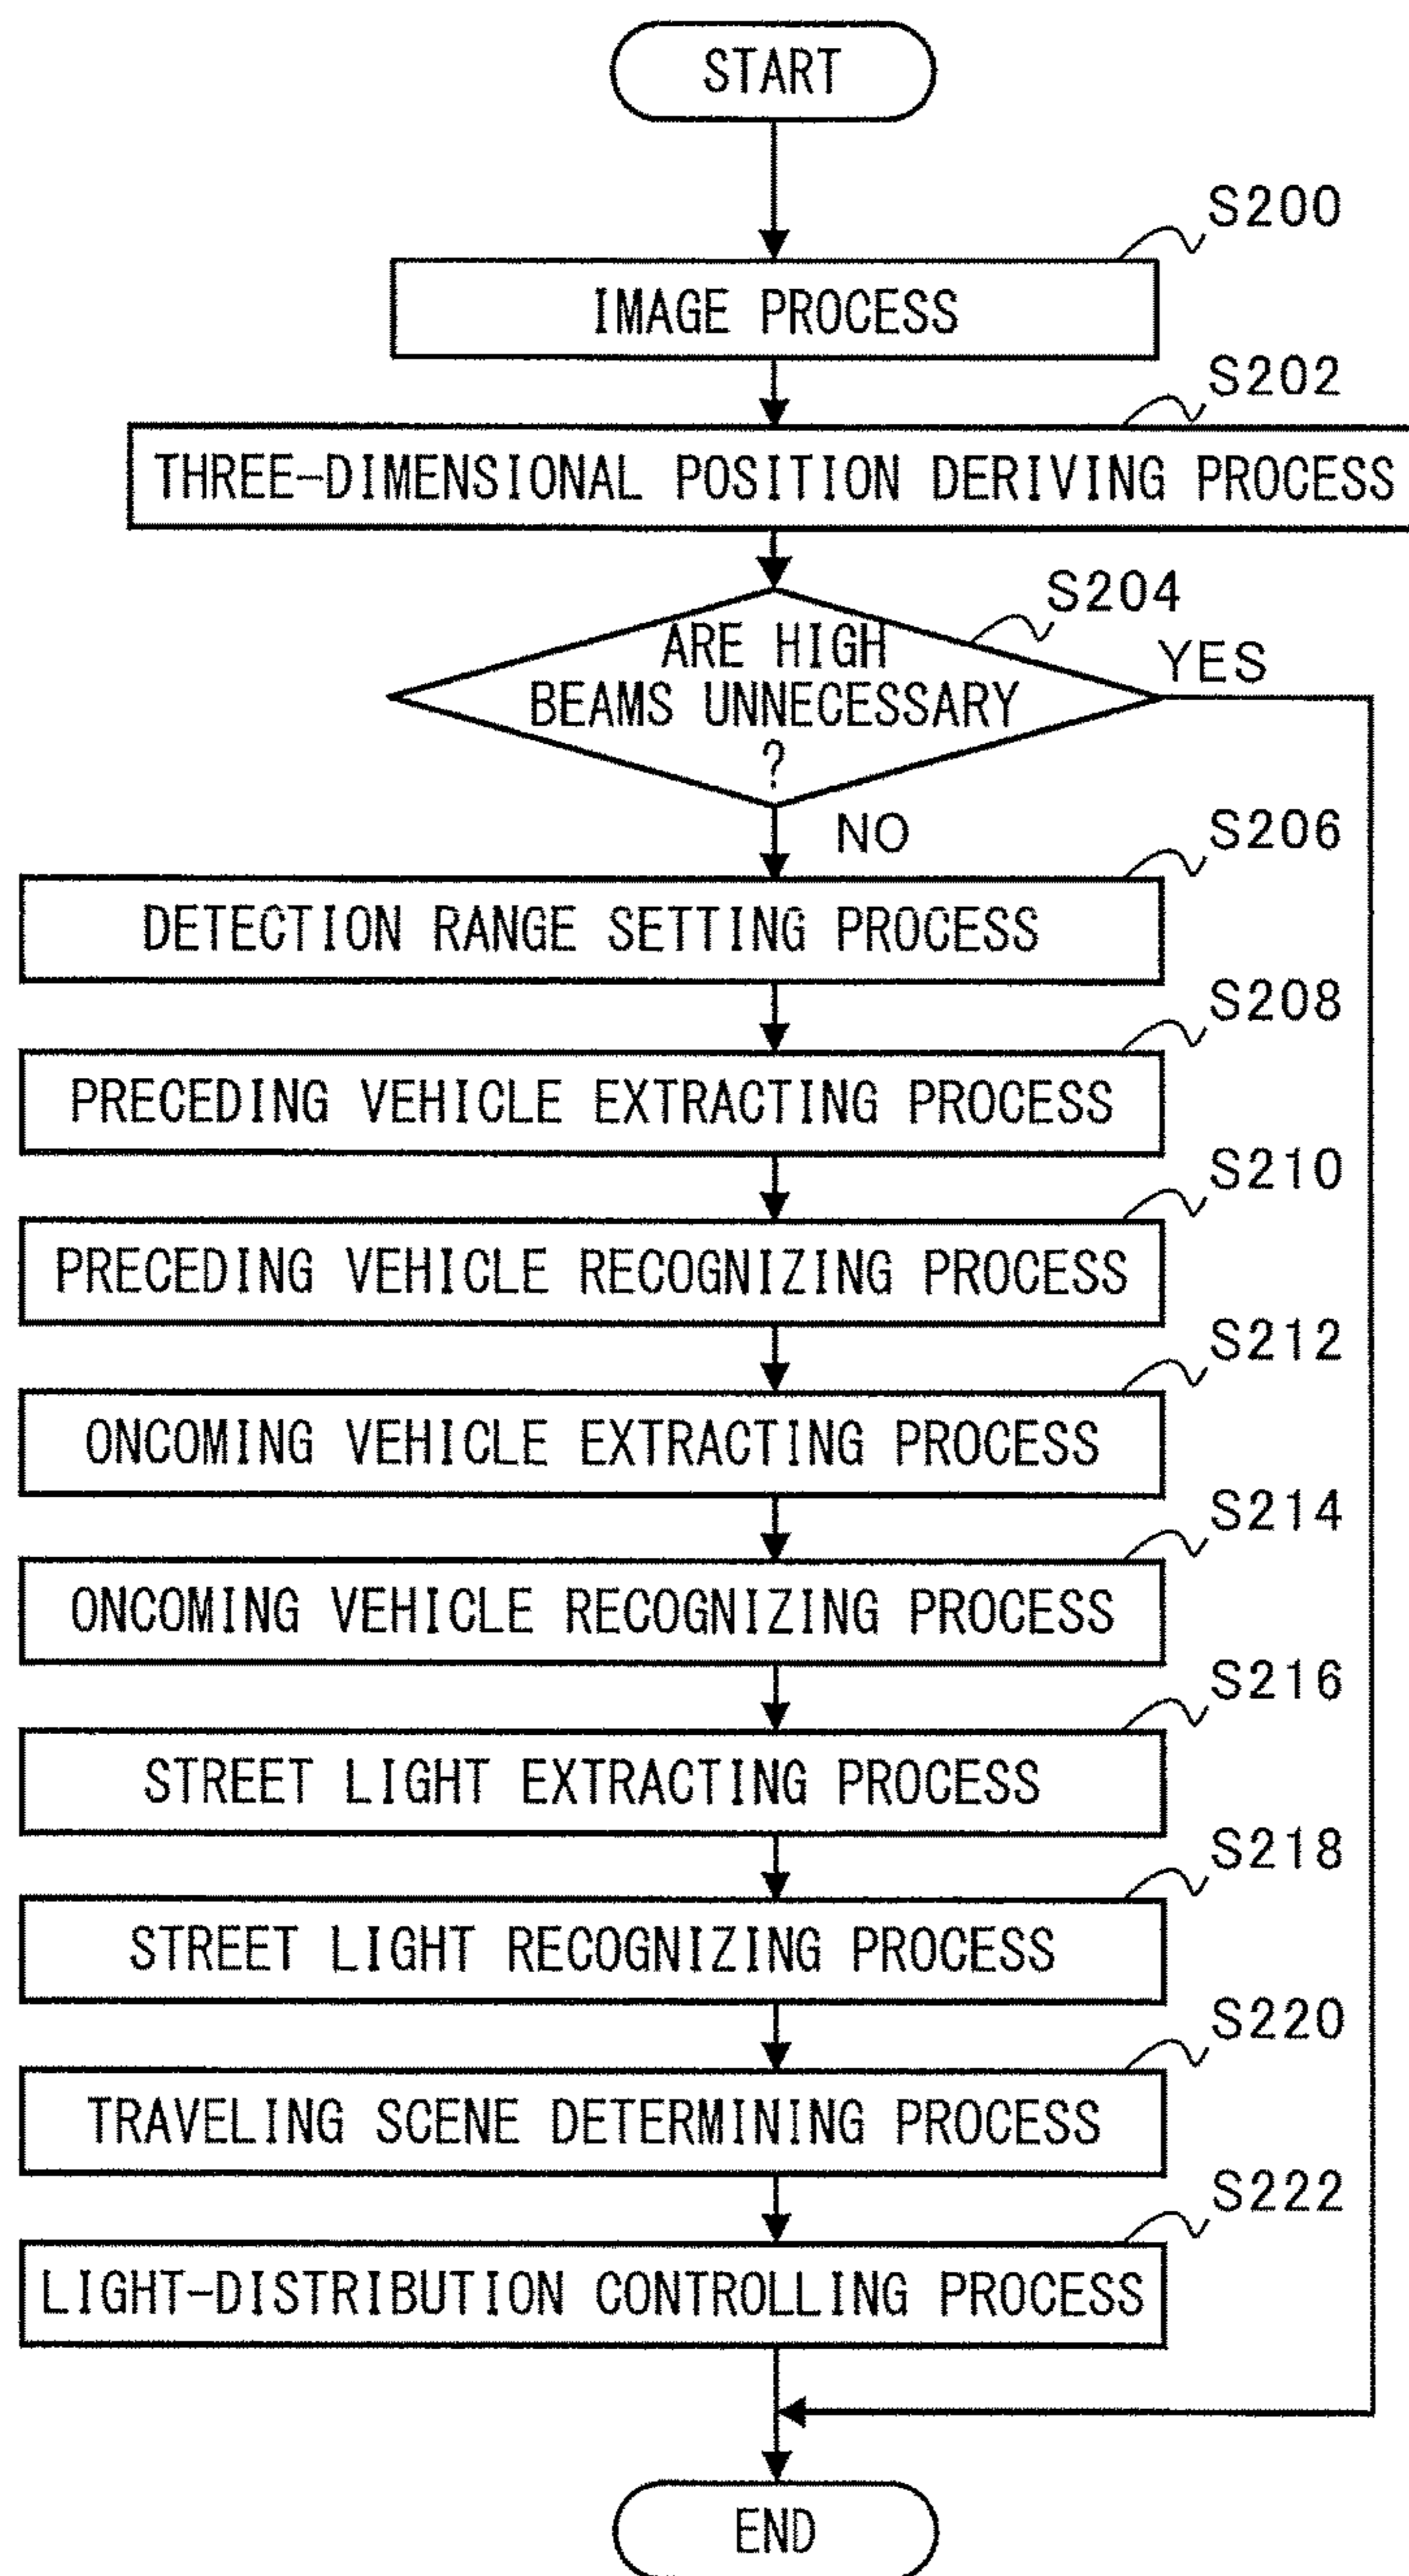 START
S200
IMAGE PROCESS
S202
THREE-DIMENSIONAL POSITION DERIVING PROCESS
S204
ARE HIGH
BEAMS UNNECESSARY
?
YES
NO
S206
DETECTION RANGE SETTING PROCESS
S208
PRECEDING VEHICLE EXTRACTING PROCESS
S210
PRECEDING VEHICLE RECOGNIZING PROCESS
S212
ONCOMING VEHICLE EXTRACTING PROCESS
S214
ONCOMING VEHICLE RECOGNIZING PROCESS
S216
STREET LIGHT EXTRACTING PROCESS
S218
STREET LIGHT RECOGNIZING PROCESS
S220
TRAVELING SCENE DETERMINING PROCESS
S222
LIGHT-DISTRIBUTION CONTROLLING PROCESS
END